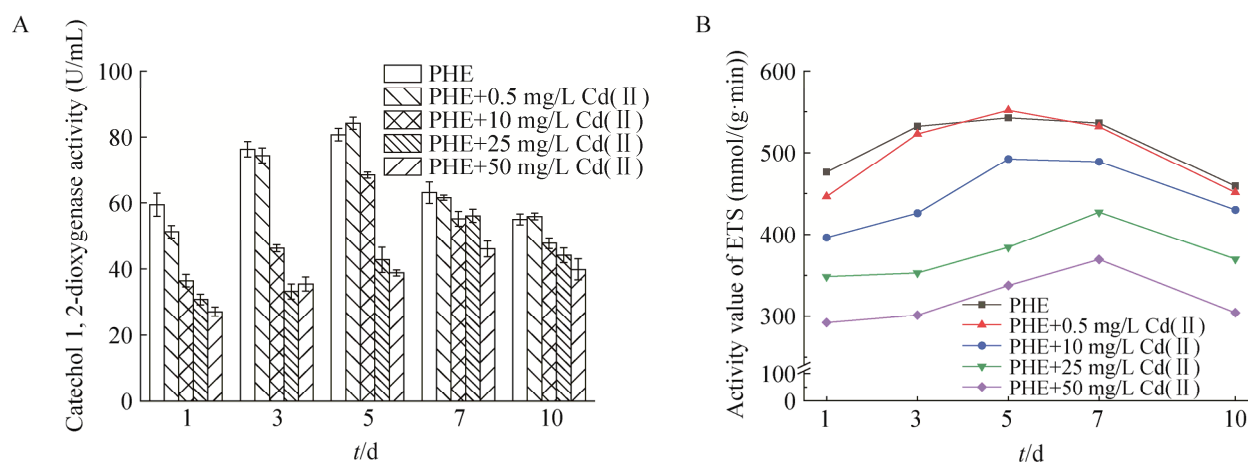 A
Catechol 1, 2-dioxygenase activity (U/mL)
100
80
60
40
20
0
PHE
PHE+0.5 mg/L Cd(Ⅱ)
PHE+10 mg/L Cd(Ⅱ)
PHE+25 mg/L Cd(Ⅱ)
PHE+50 mg/L Cd(Ⅱ)
1 3 5 7 10
t/d
B
Activity value of ETS (mmol/(g·min))
600
500
400
300
100
0
PHE
PHE+0.5 mg/L Cd(Ⅱ)
PHE+10 mg/L Cd(Ⅱ)
PHE+25 mg/L Cd(Ⅱ)
PHE+50 mg/L Cd(Ⅱ)
1 3 5 7 10
t/d